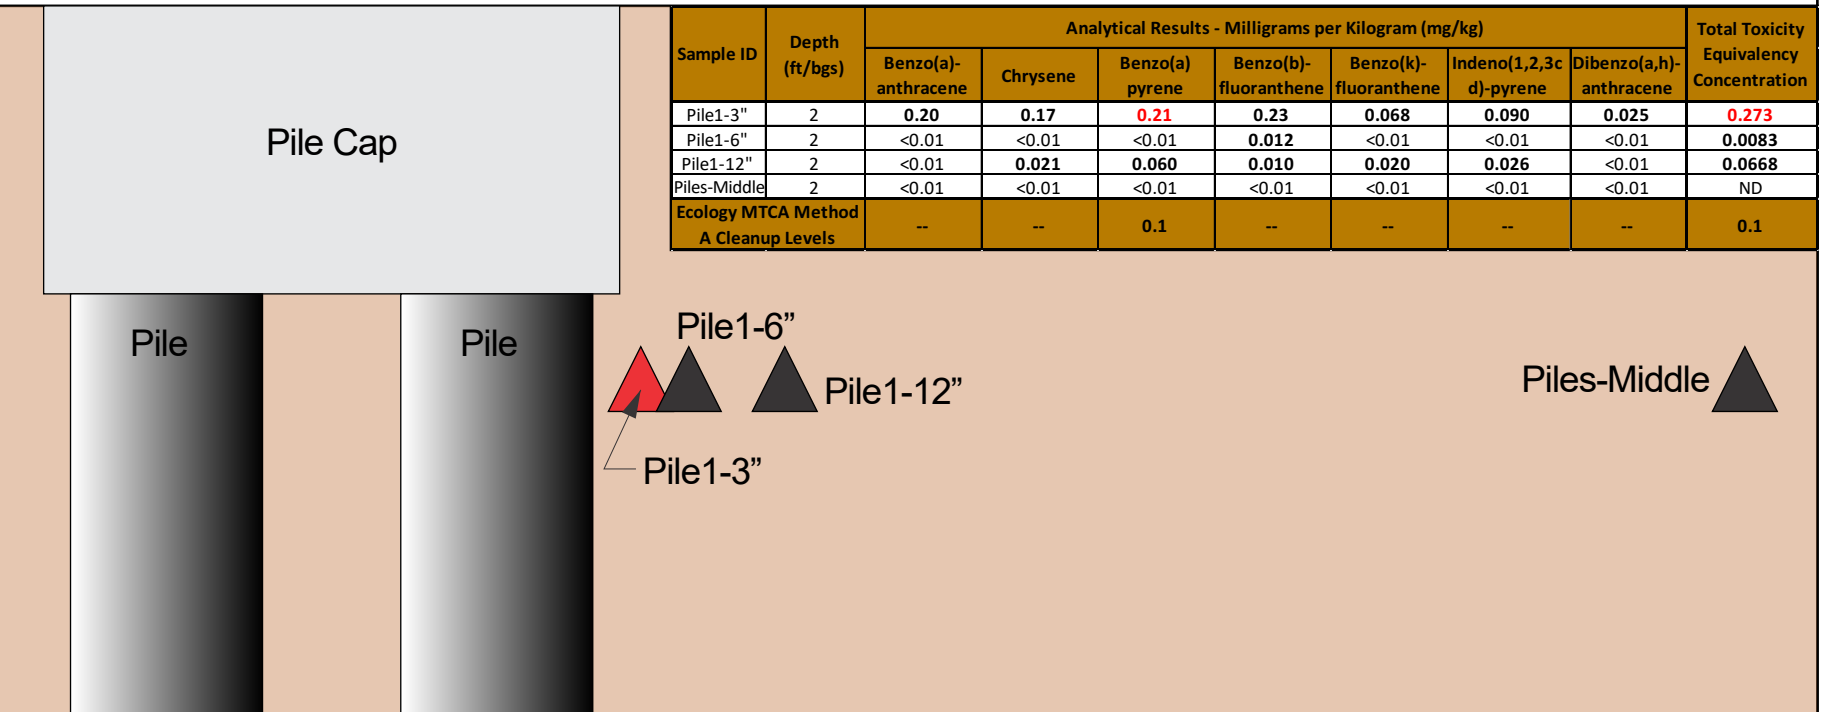 Pile Cap
Analytical Results - Milligrams per Kilogram (mg/kg)
Sample ID
Depth
(ft/bgs)
Benzo(a)-
anthracene
Chrysene
Benzo(a)
pyrene
Benzo(b)-
fluoranthene
Benzo(k)-
fluoranthene
Indeno(1,2,3c
d)-pyrene
Dibenzo(a,h)-
anthracene
Total Toxicity
Equivalency
Concentration
Pile1-3" 2 0.20 0.17 0.21 0.23 0.068 0.090 0.025 0.273
Pile1-6" 2 <0.01 <0.01 <0.01 0.012 <0.01 <0.01 <0.01 0.0083
Pile1-12" 2 <0.01 0.021 0.060 0.010 0.020 0.026 <0.01 0.0668
Piles-Middle 2 <0.01 <0.01 <0.01 <0.01 <0.01 <0.01 <0.01 ND
Ecology MTCA Method
A Cleanup Levels
-- -- 0.1 -- -- -- -- 0.1
Pile
Pile
Pile1-6”
Pile1-12”
Piles-Middle
Pile1-3”